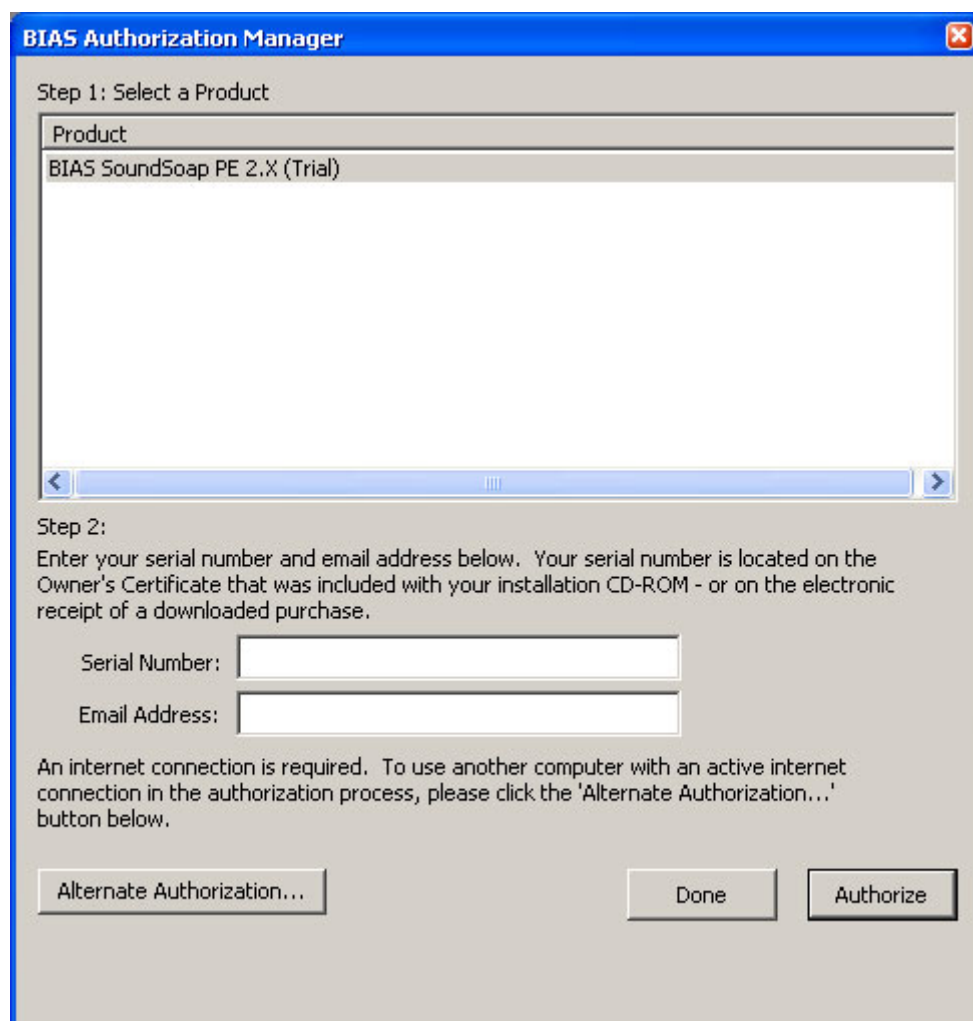 BIAS Authorization Manager
Step 1: Select a Product
Product
BIAS SoundSoap PE 2.X (Trial)
Step 2:
Enter your serial number and email address below.  Your serial number is located on the
Owner's Certificate that was included with your installation CD-ROM - or on the electronic
receipt of a downloaded purchase.
Serial Number:
Email Address:
An internet connection is required.  To use another computer with an active internet
connection in the authorization process, please click the 'Alternate Authorization...'
button below.
Alternate Authorization...
Done
Authorize